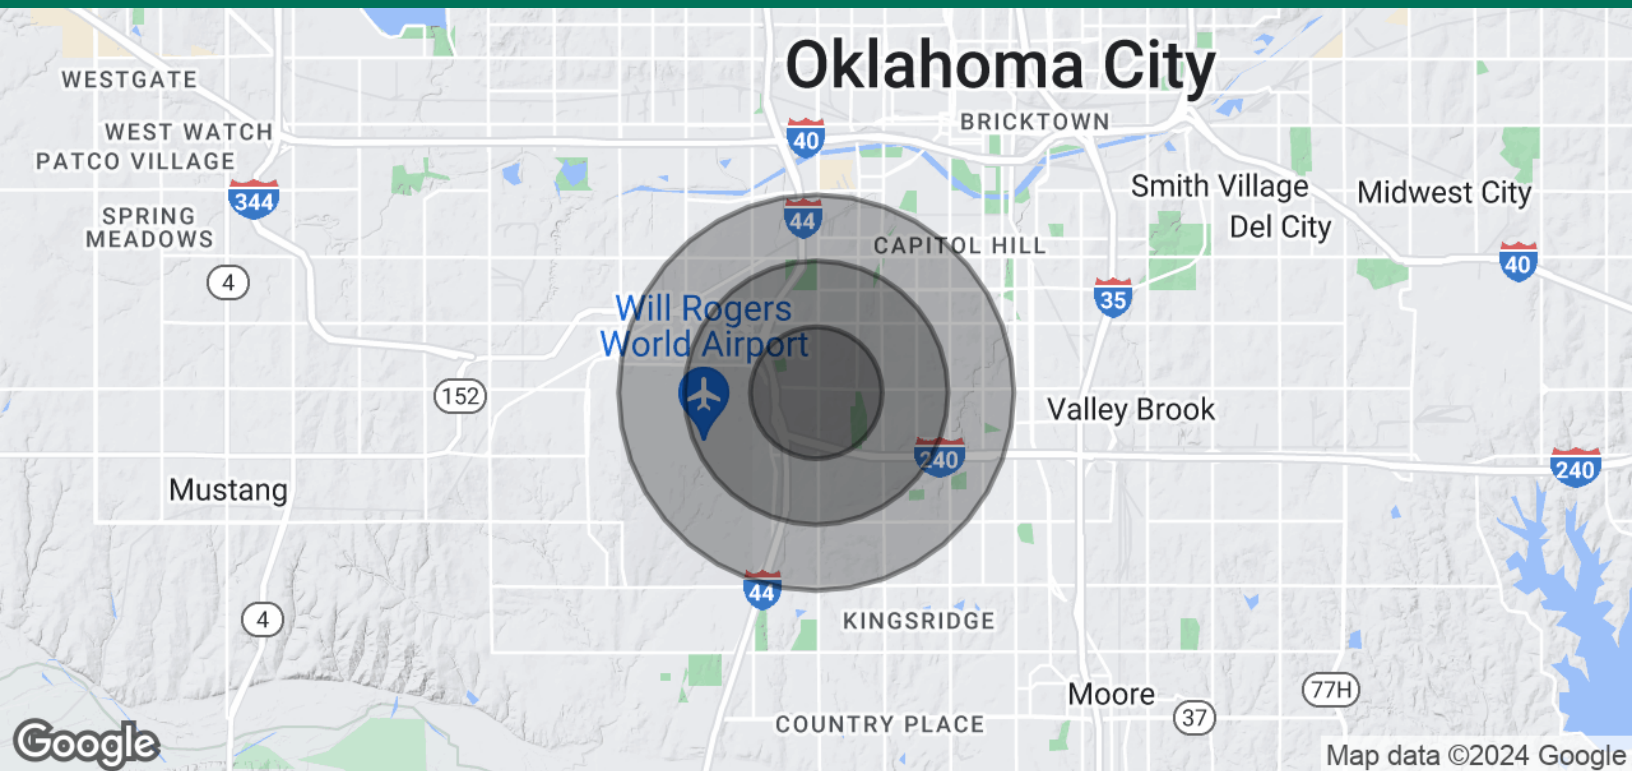 Oklahoma City
WESTGATE
BRICKTOWN
WEST WATCH
40
PATCO VILLAGE
Smith Village
Midwest City
344
SPRING
MEADOWS
44
Del City
CAPITOL HILL
40
4
35
Will Rogers
World Airport
152
Valley Brook
240
240
Mustang
44
4
KINGSRIDGE
Moore
77H
37
COUNTRY PLACE
Google
Map data ©2024 Google